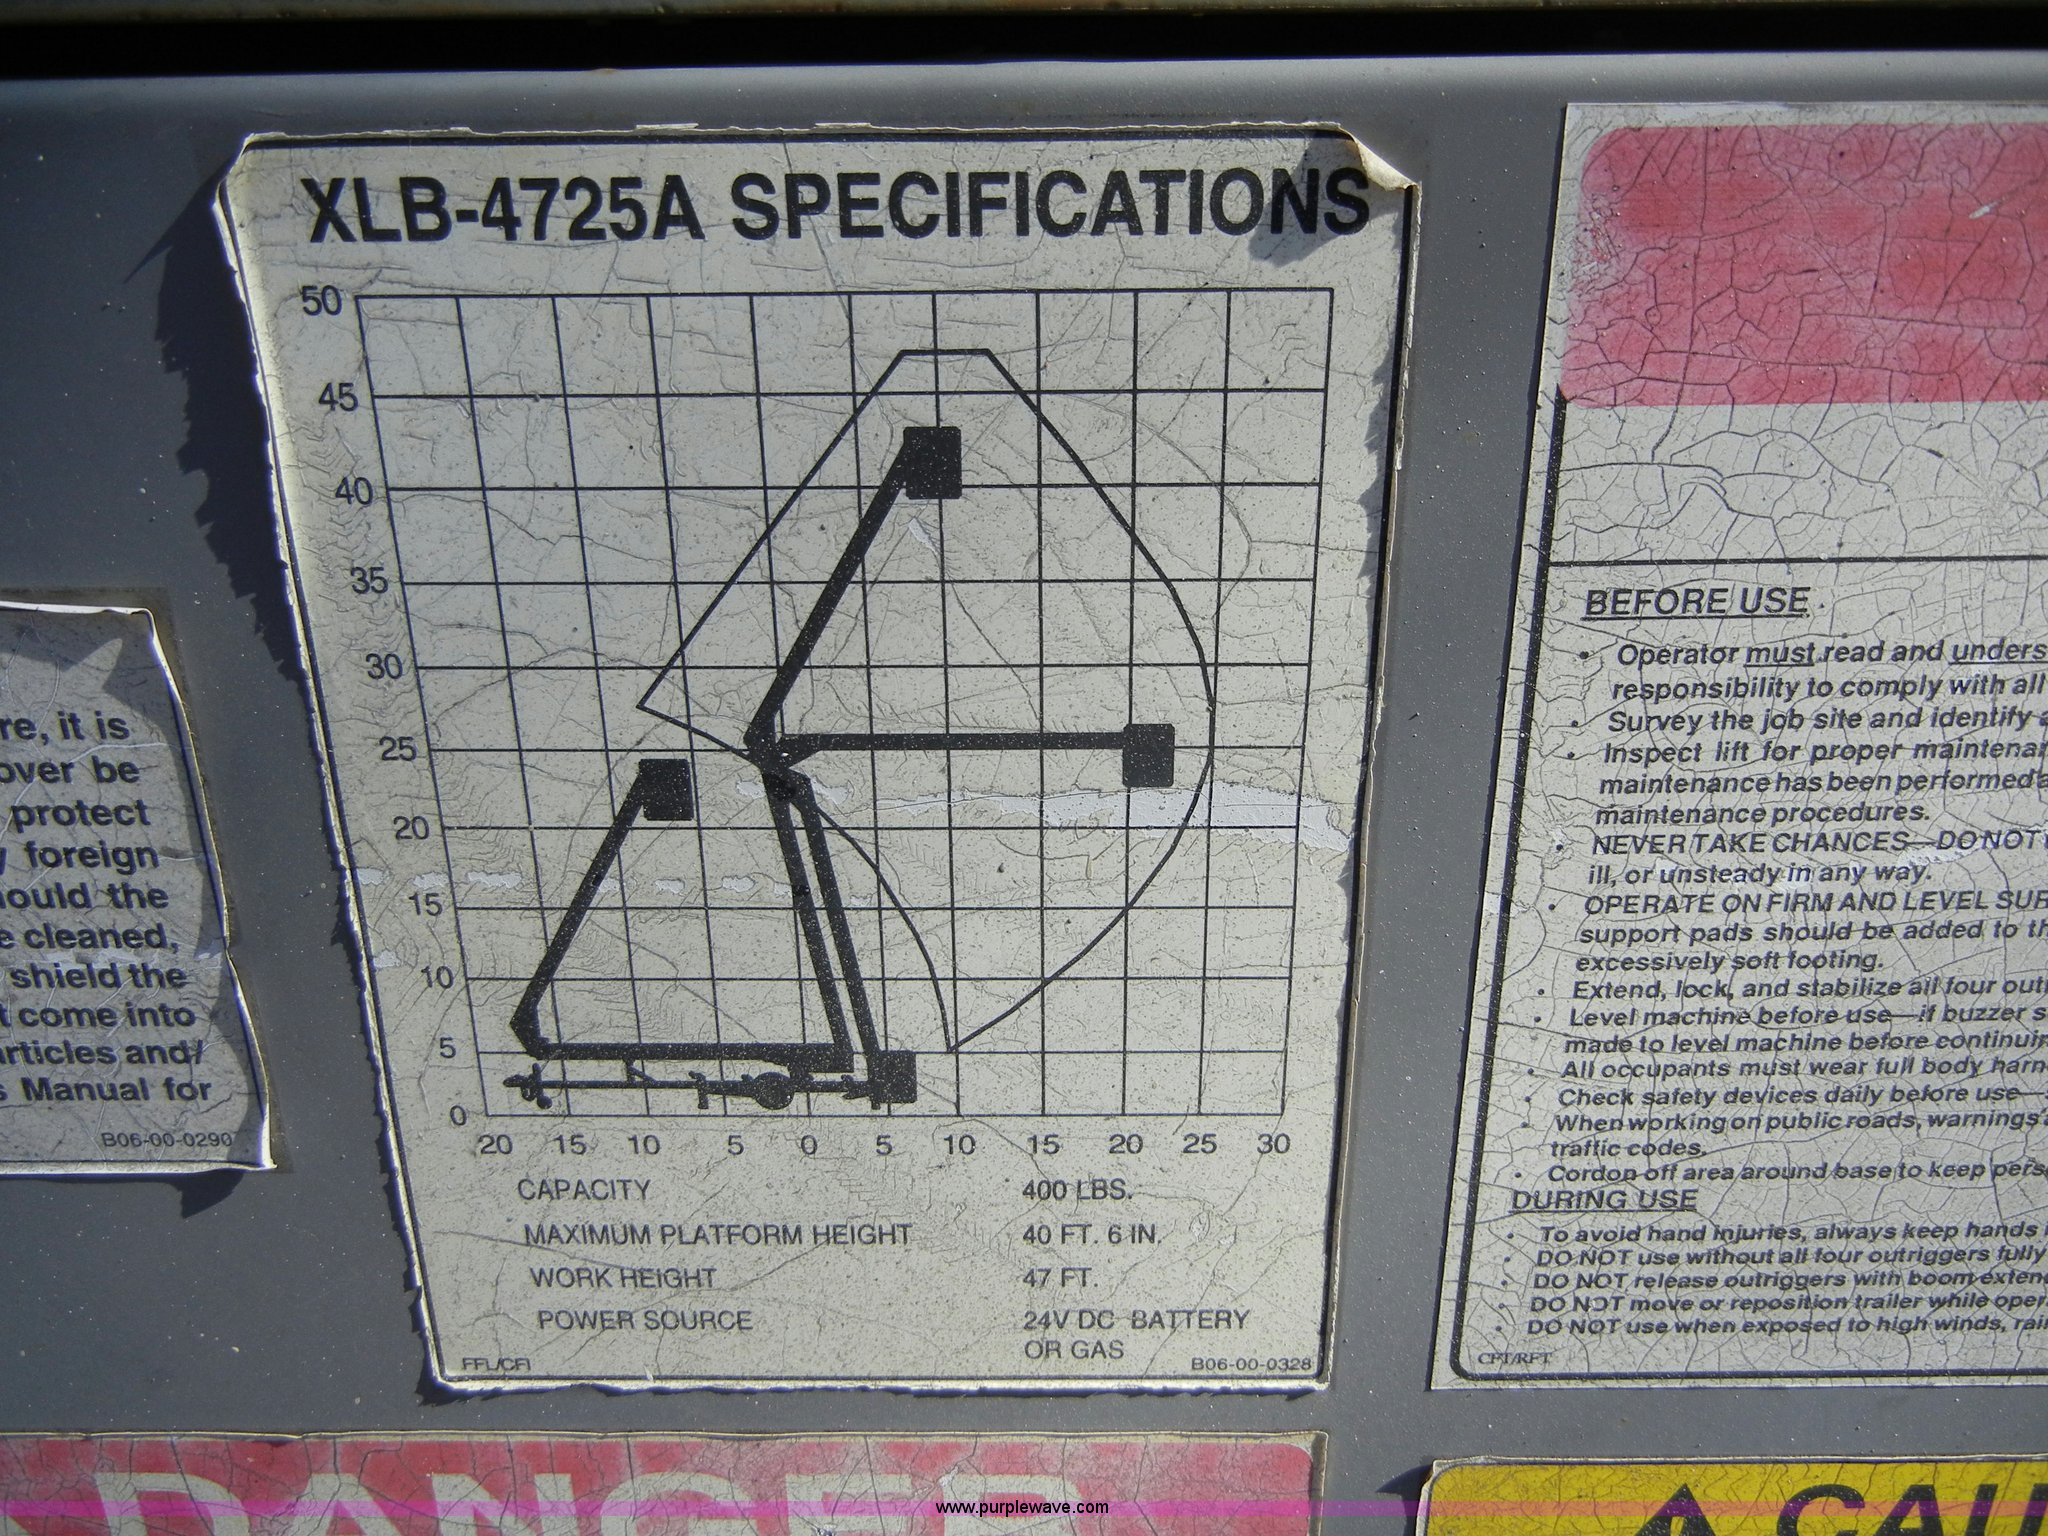 XLB-4725A SPECIFICATIONS
50
45
40
35
30
25
20
15
10
5
0
20 15 10 5 0 5 10 15 20 25 30
CAPACITY 400 LBS.
MAXIMUM PLATFORM HEIGHT 40 FT. 6 IN.
WORK HEIGHT 47 FT.
POWER SOURCE 24V DC BATTERY
OR GAS
FFL/CFI B06-00-0328
re, it is
over be
protect
foreign
hould the
cleaned,
shield the
come into
articles and/
Manual for
B06-00-0290
BEFORE USE
• Operator must read and unders
responsibility to comply with all
• Survey the job site and identify
• Inspect lift for proper maintenan
maintenance has been performed
maintenance procedures.
• NEVER TAKE CHANCES—DO NOT
ill, or unsteady in any way.
• OPERATE ON FIRM AND LEVEL SUR
support pads should be added to th
excessively soft footing.
• Extend, lock, and stabilize all four out
• Level machine before use—if buzzer s
made to level machine before continuin
• All occupants must wear full body harn
• Check safety devices daily before use—
• When working on public roads, warnings
traffic codes.
• Cordon off area around base to keep pers
DURING USE
• To avoid hand injuries, always keep hands
• DO NOT use without all four outriggers fully
• DO NOT release outriggers with boom exten
• DO NOT move or reposition trailer while oper
• DO NOT use when exposed to high winds, rai
CFT/RFT
DANGER
CAU
www.purplewave.com